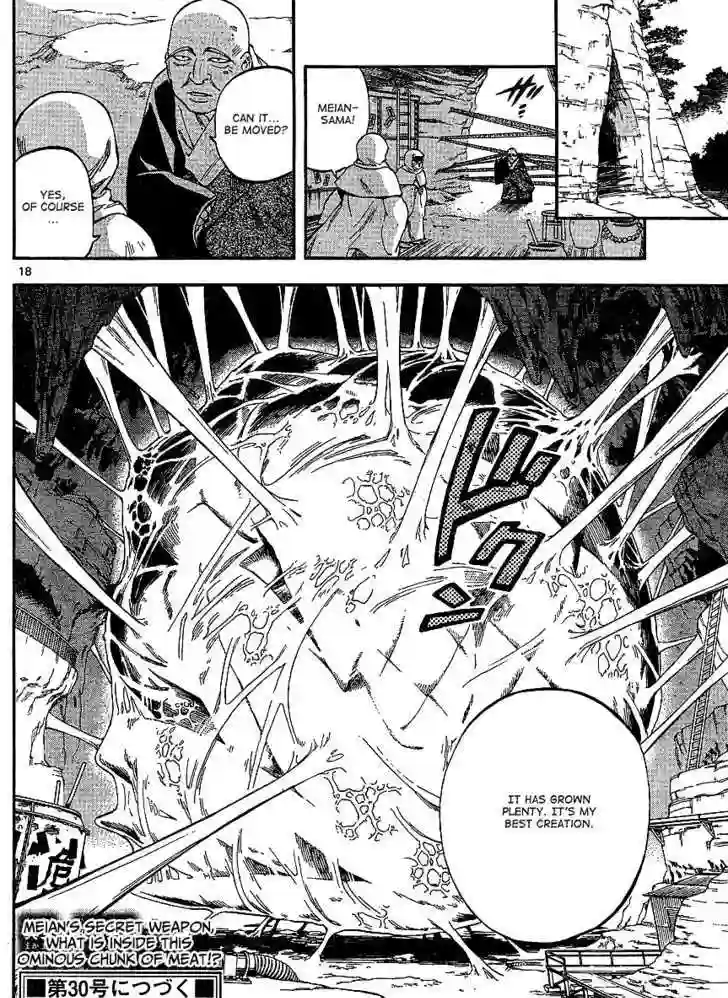 MEIAN-
SAMA!
CAN IT...
BE MOVED?
YES,
OF COURSE
...
18
ドクン
IT HAS GROWN
PLENTY. IT'S MY
BEST CREATION.
MEIAN'S SECRET WEAPON,
WHAT IS INSIDE THIS
OMINOUS CHUNK OF MEAT!?
■第30号につづく■